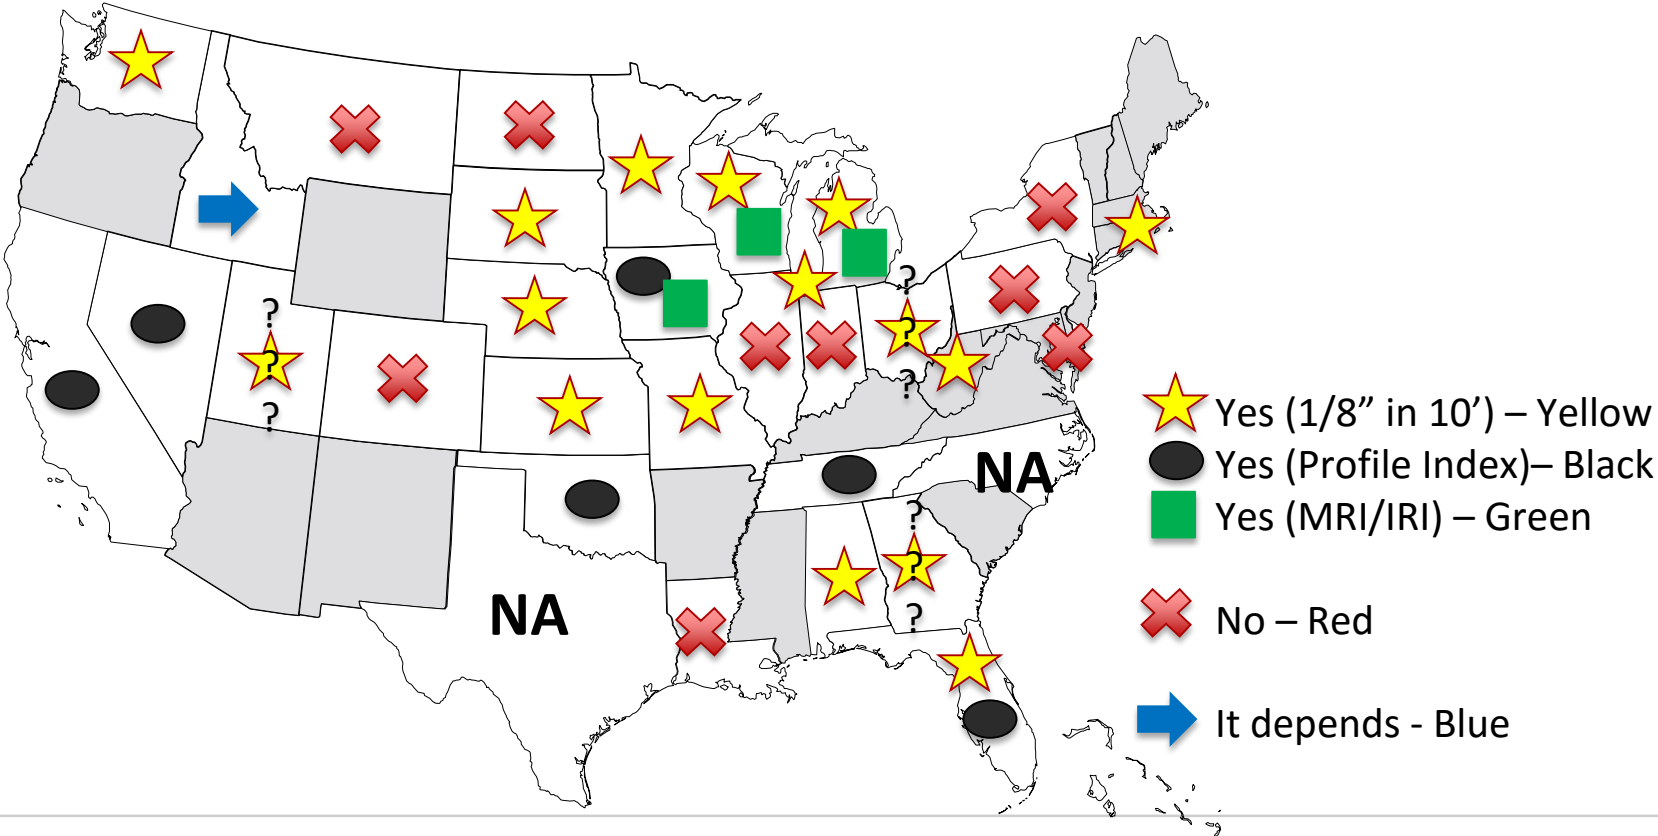 ?
?
?
?
?
?
NA
?
?
?
NA
Yes (1/8” in 10’) – Yellow
Yes (Profile Index)– Black
Yes (MRI/IRI) – Green
No – Red
It depends - Blue